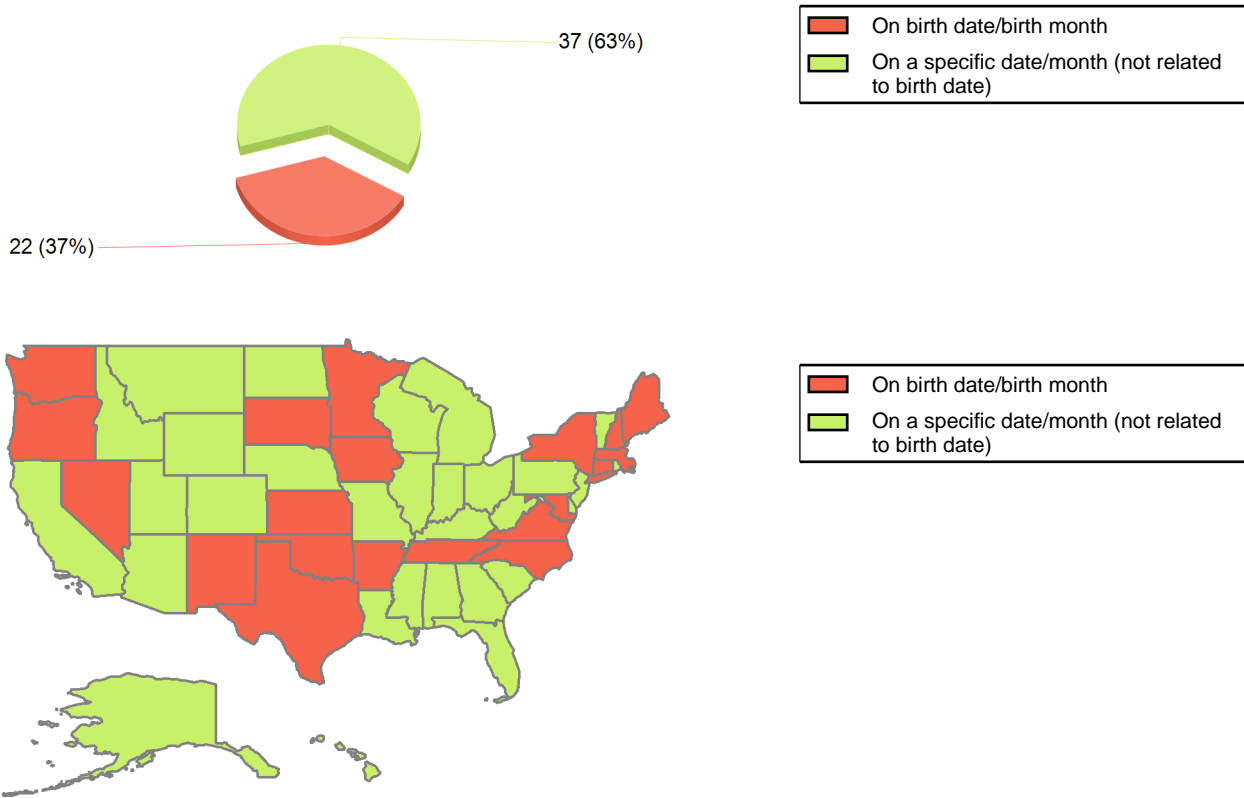 37 (63%)
22 (37%)
On birth date/birth month
On a specific date/month (not related
to birth date)
On birth date/birth month
On a specific date/month (not related
to birth date)